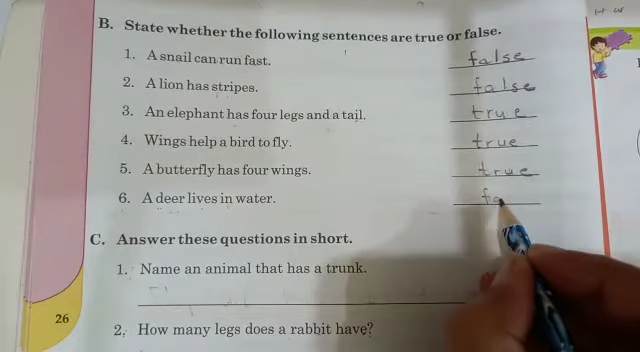 B. State whether the following sentences are true or false.
1. A snail can run fast. false
2. A lion has stripes. false
3. An elephant has four legs and a tail. true
4. Wings help a bird to fly. true
5. A butterfly has four wings. true
6. A deer lives in water. fa
C. Answer these questions in short.
1. Name an animal that has a trunk.
26
2. How many legs does a rabbit have?